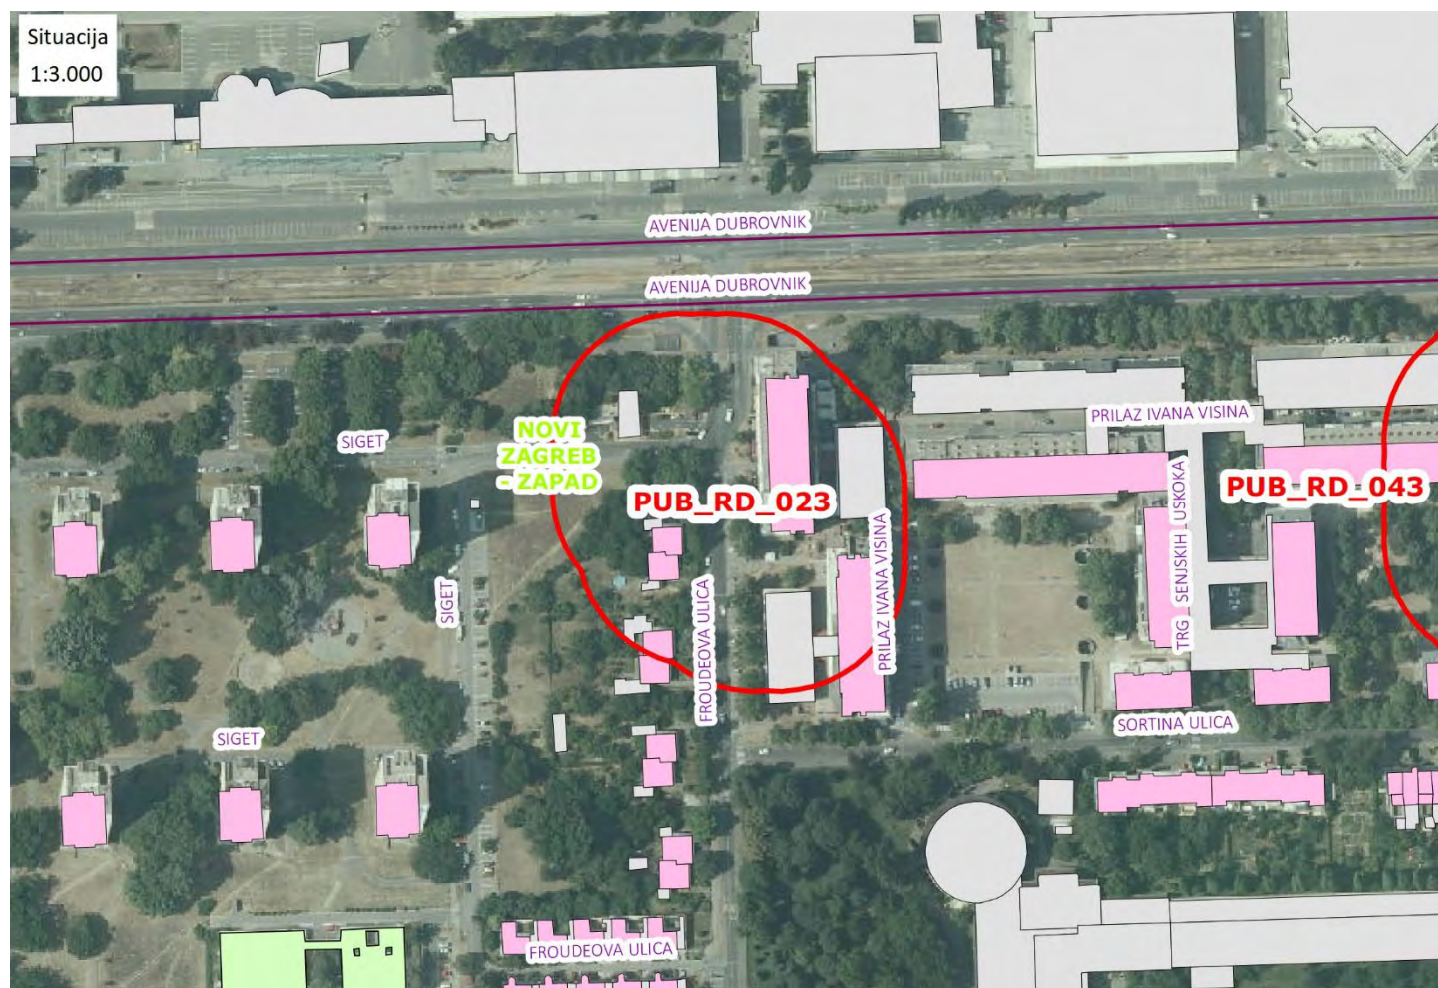 Situacija
1:3.000
AVENIJA DUBROVNIK
AVENIJA DUBROVNIK
PRILAZ IVANA VISINA
SIGET
NOVI
ZAGREB
- ZAPAD
PUB_RD_023
PUB_RD_043
TRG SENJSKIH USKOKA
PRILAZ IVANA VISINA
SIGET
FROUDEOVA ULICA
SORTINA ULICA
SIGET
FROUDEOVA ULICA